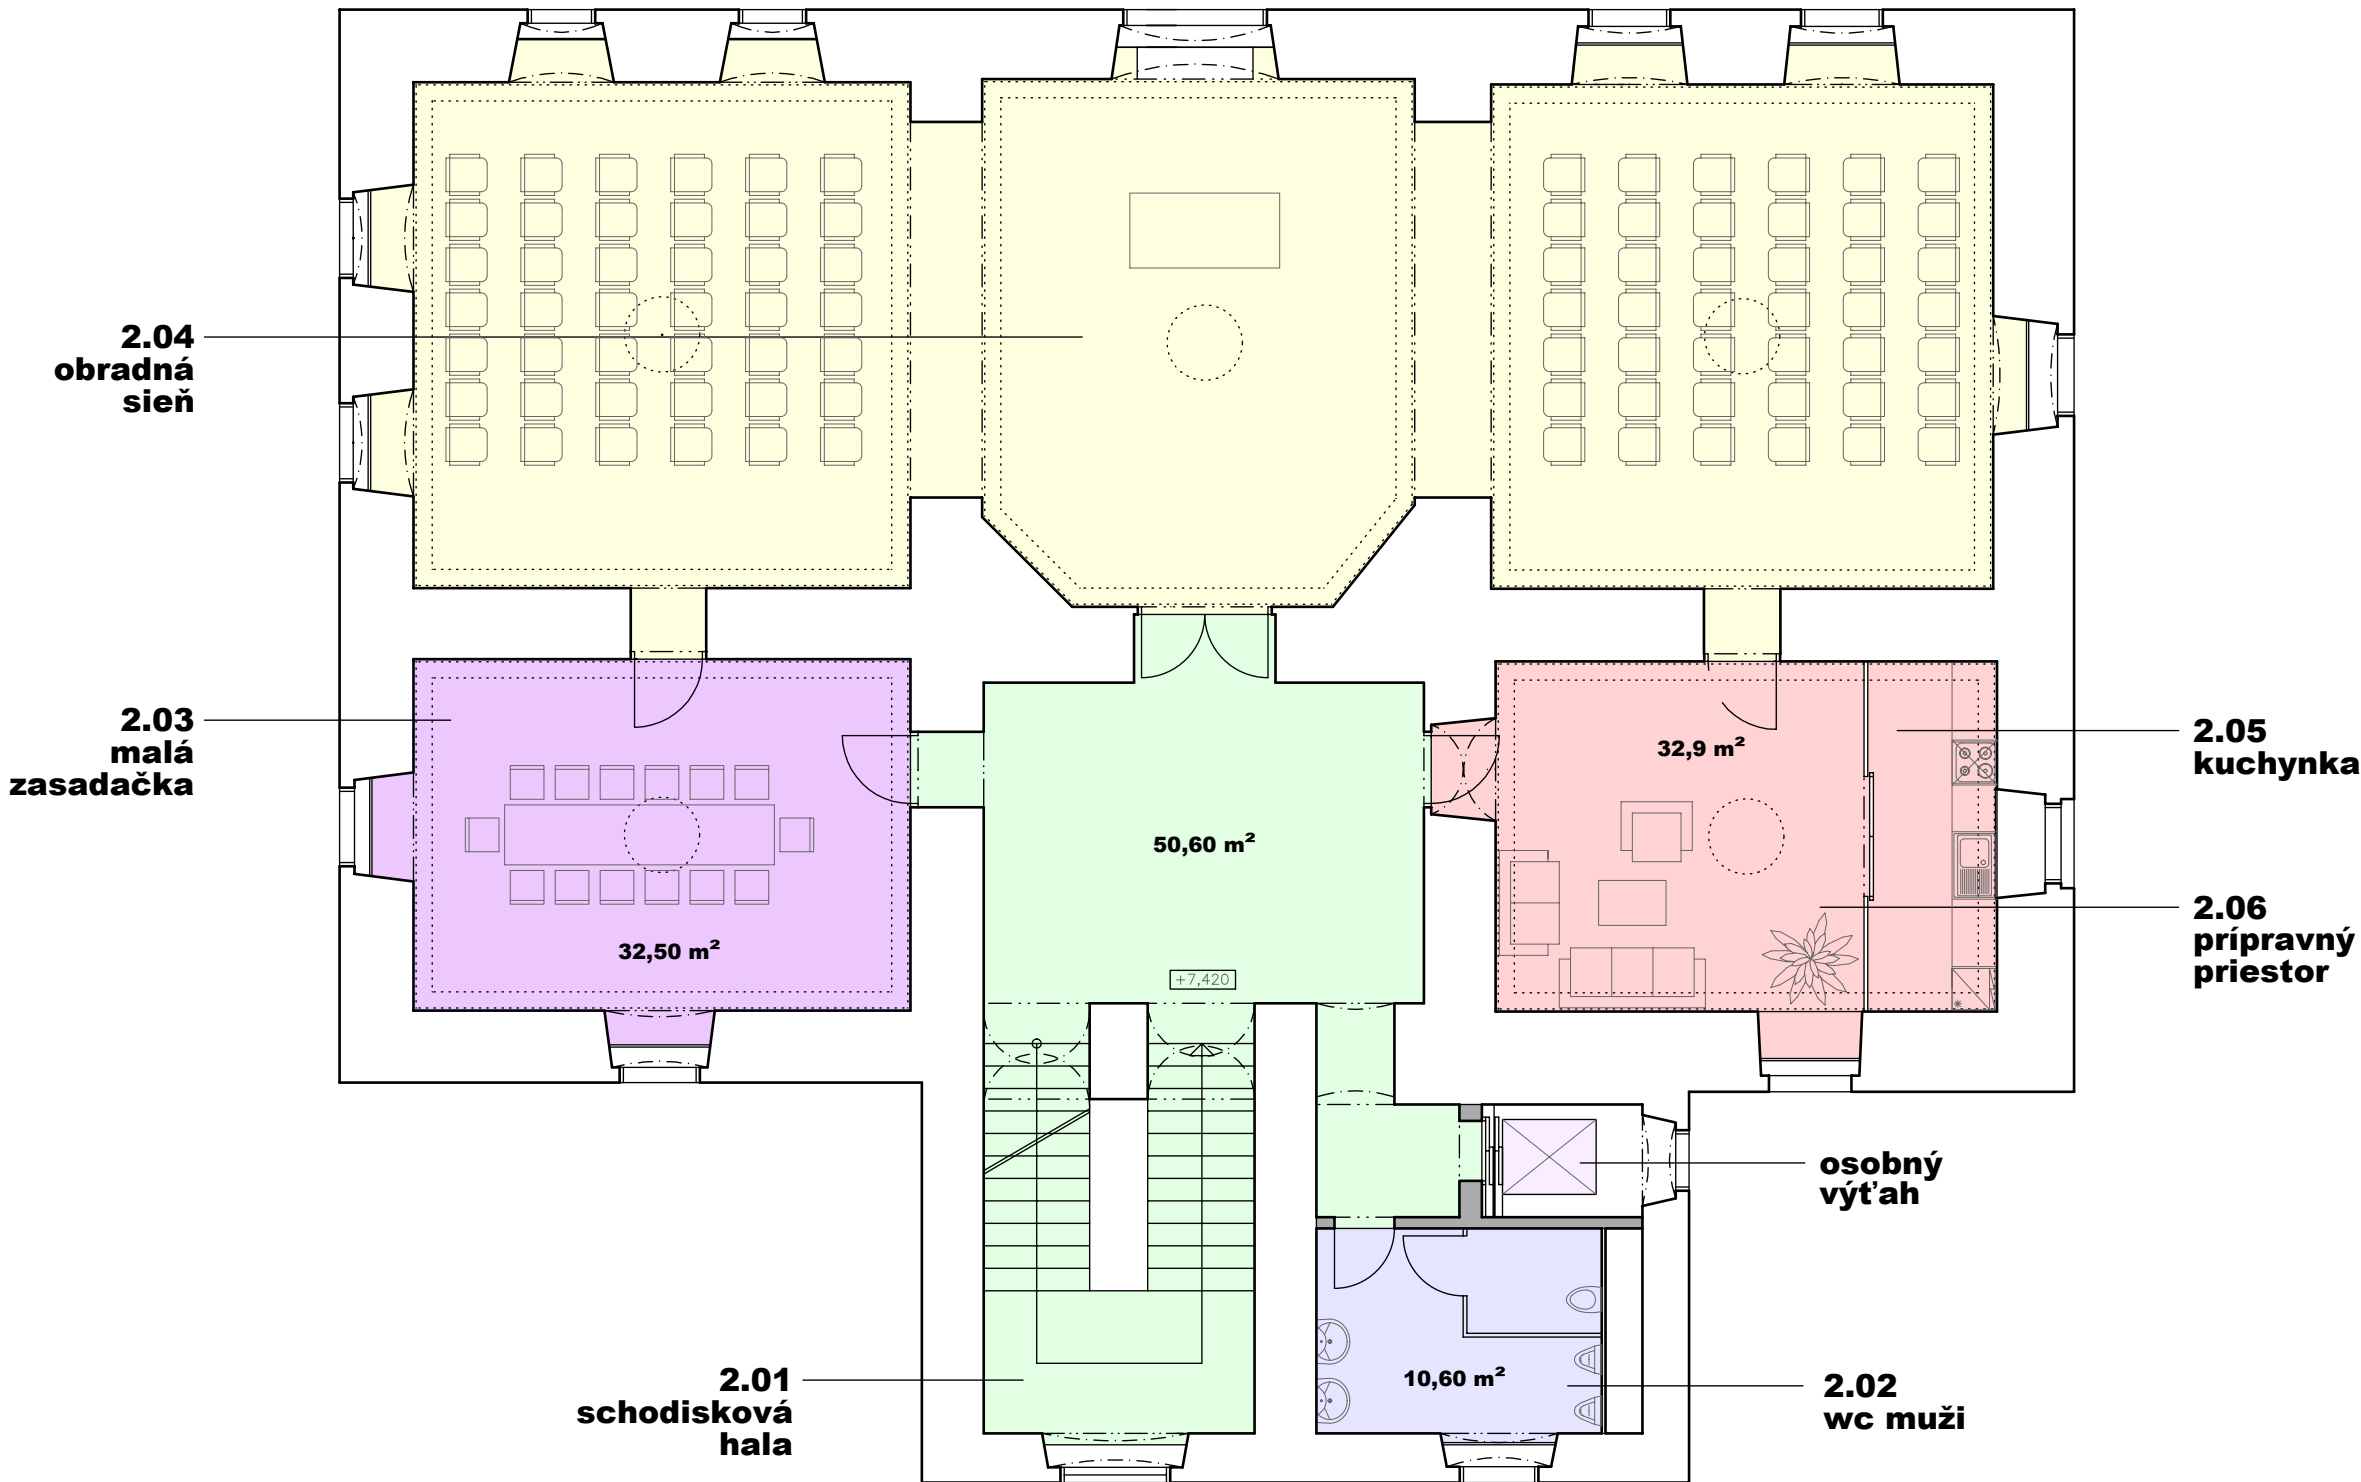 2.04
obradná
sieň
2.03
malá
zasadačka
32,50 m²
50,60 m²
+7,420
32,9 m²
2.05
kuchynka
2.06
prípravný
priestor
osobný
výťah
2.01
schodisková
hala
10,60 m²
2.02
wc muži